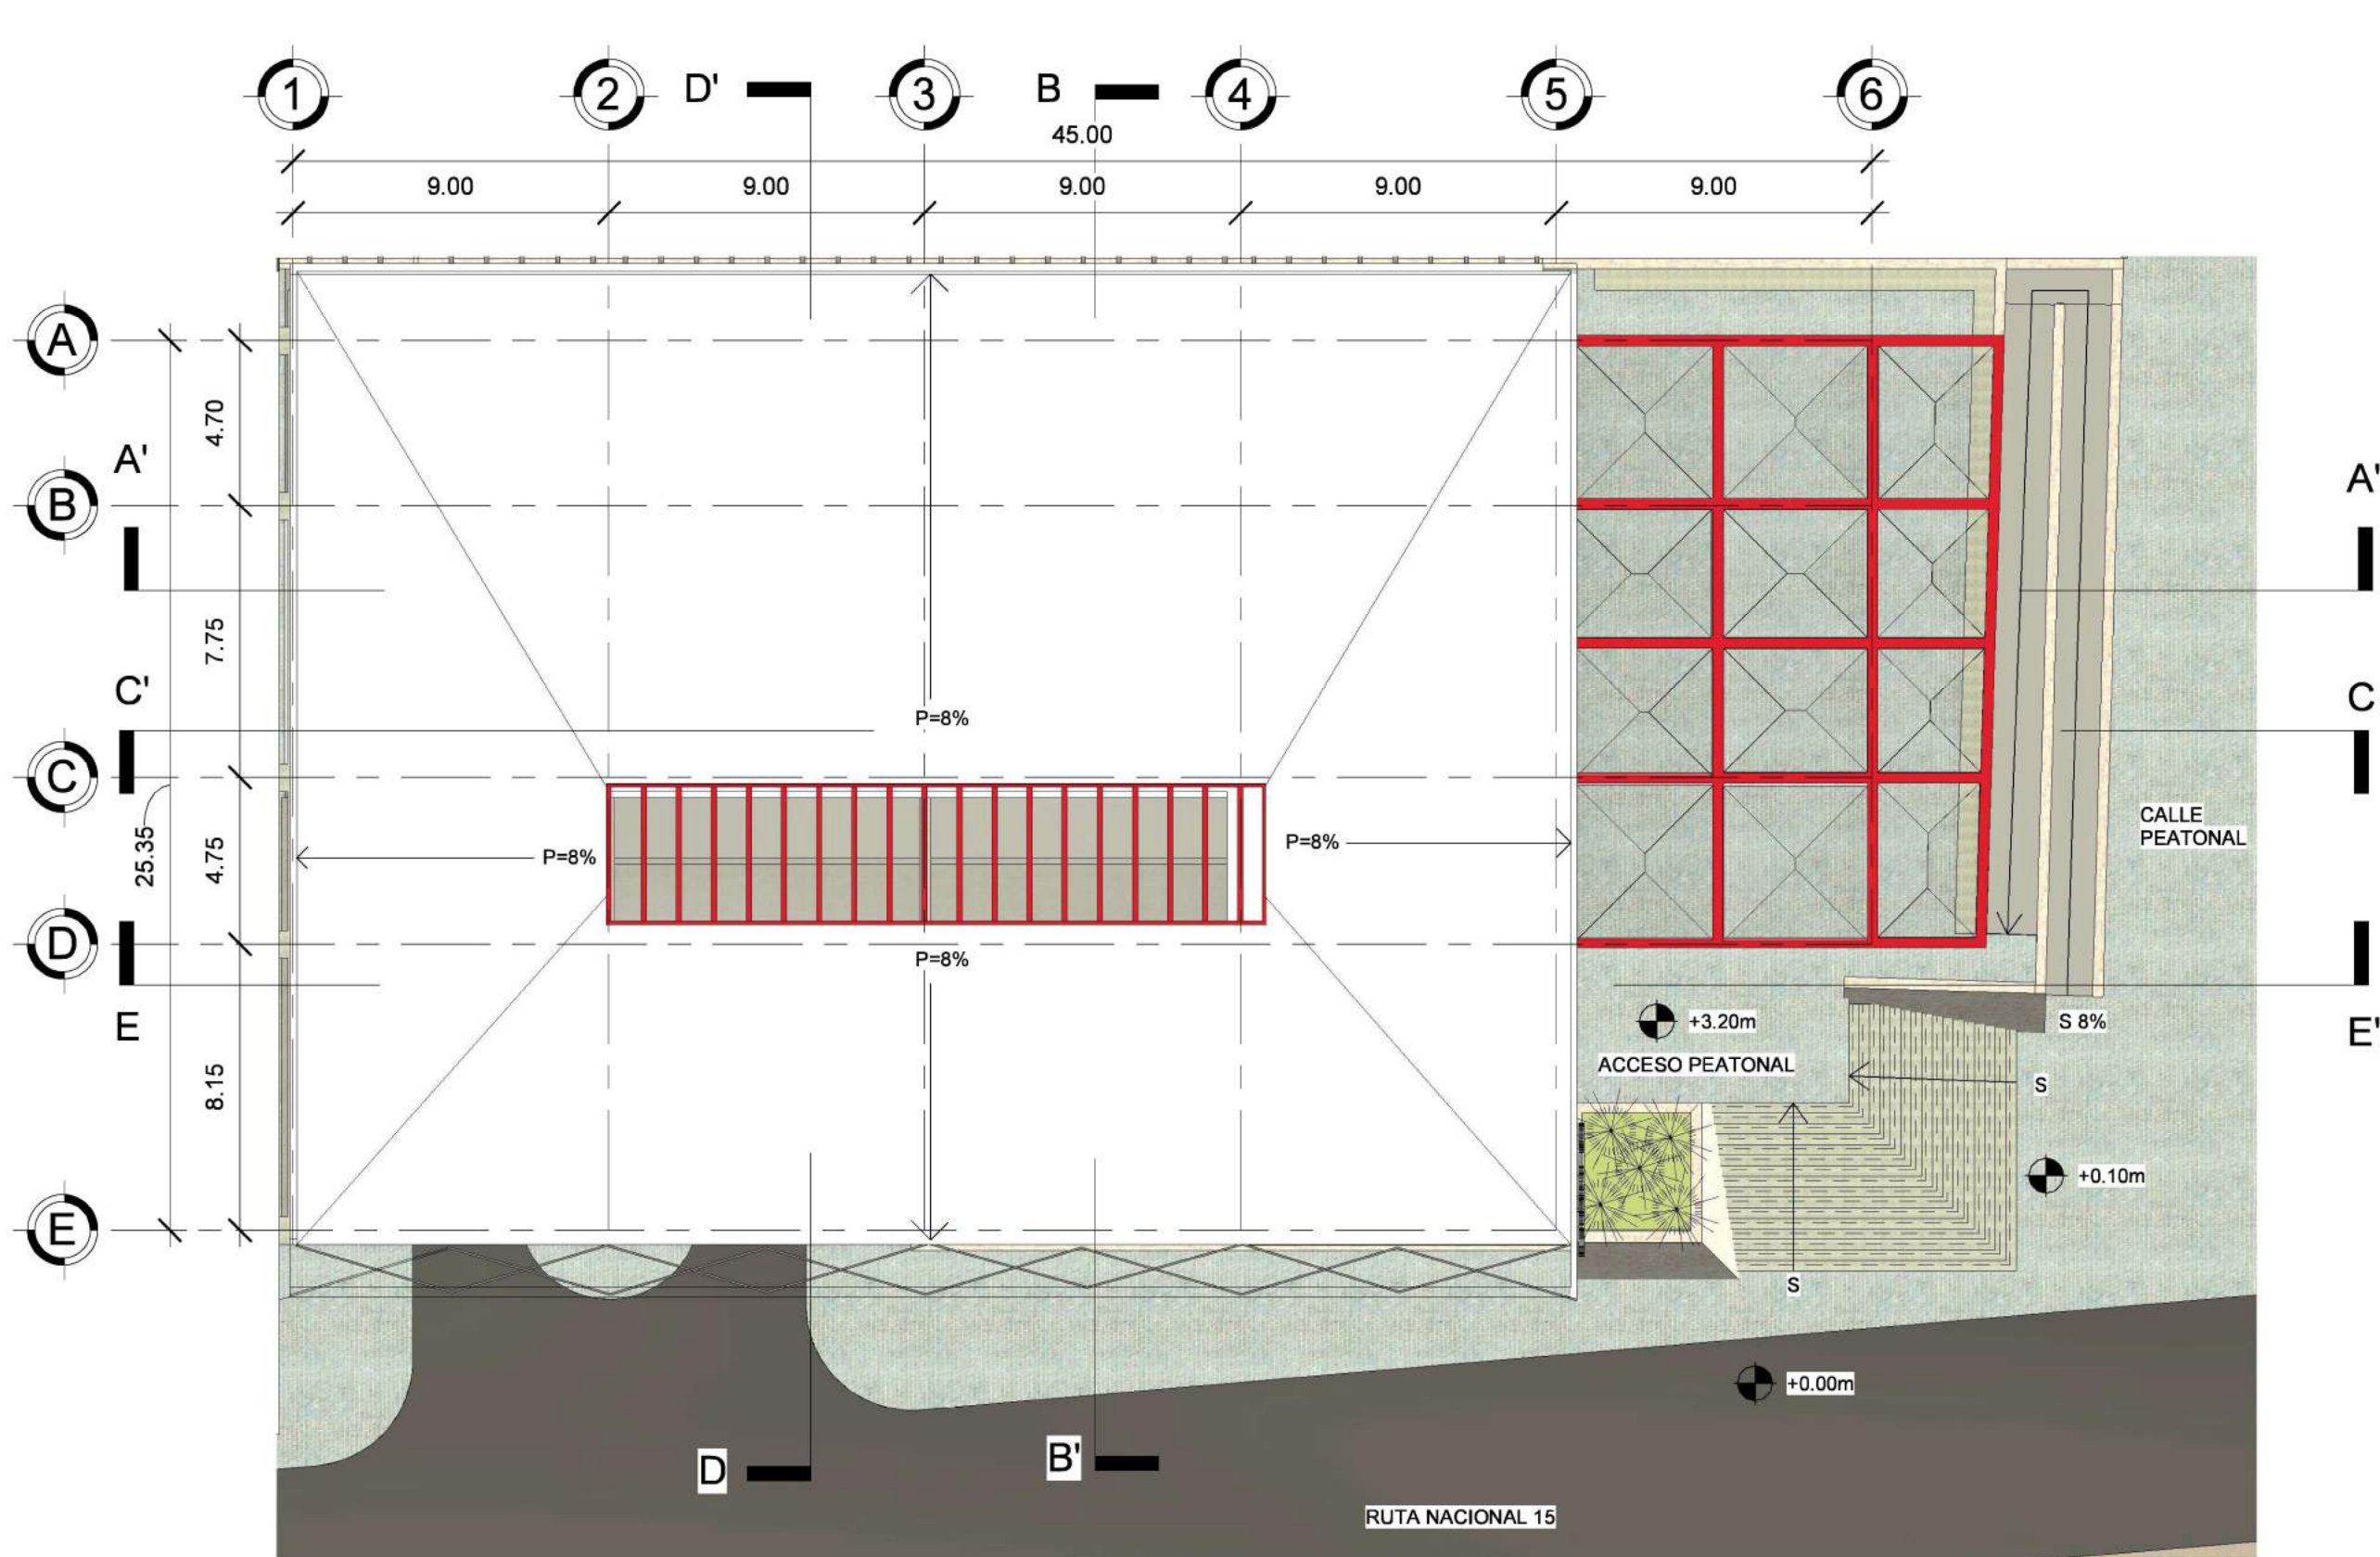 1
2
D'
3
B
4
5
6
45.00
9.00
9.00
9.00
9.00
9.00
A
4.70
A'
A'
B
7.75
C'
C
P=8%
C
25.35
4.75
P=8%
P=8%
CALLE
PEATONAL
D
P=8%
E
+3.20m
S 8%
E'
ACCESO PEATONAL
8.15
S
+0.10m
E
S
+0.00m
D
B'
RUTA NACIONAL 15